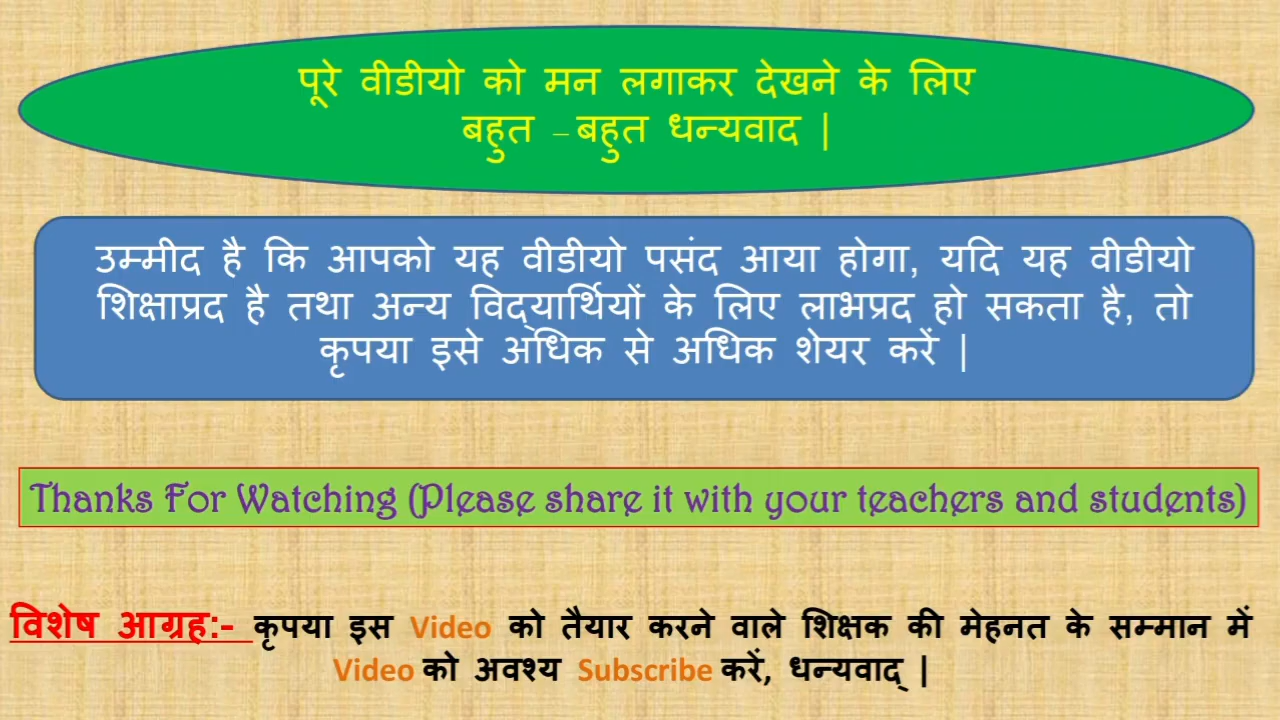 पूरे वीडीयो को मन लगाकर देखने के लिए
बहुत – बहुत धन्यवाद |
उम्मीद है कि आपको यह वीडीयो पसंद आया होगा, यदि यह वीडीयो
शिक्षाप्रद है तथा अन्य विद्यार्थियों के लिए लाभप्रद हो सकता है, तो
कृपया इसे अधिक से अधिक शेयर करें |
Thanks For Watching (Please share it with your teachers and students)
विशेष आग्रह:- कृपया इस Video को तैयार करने वाले शिक्षक की मेहनत के सम्मान में
Video को अवश्य Subscribe करें, धन्यवाद् |